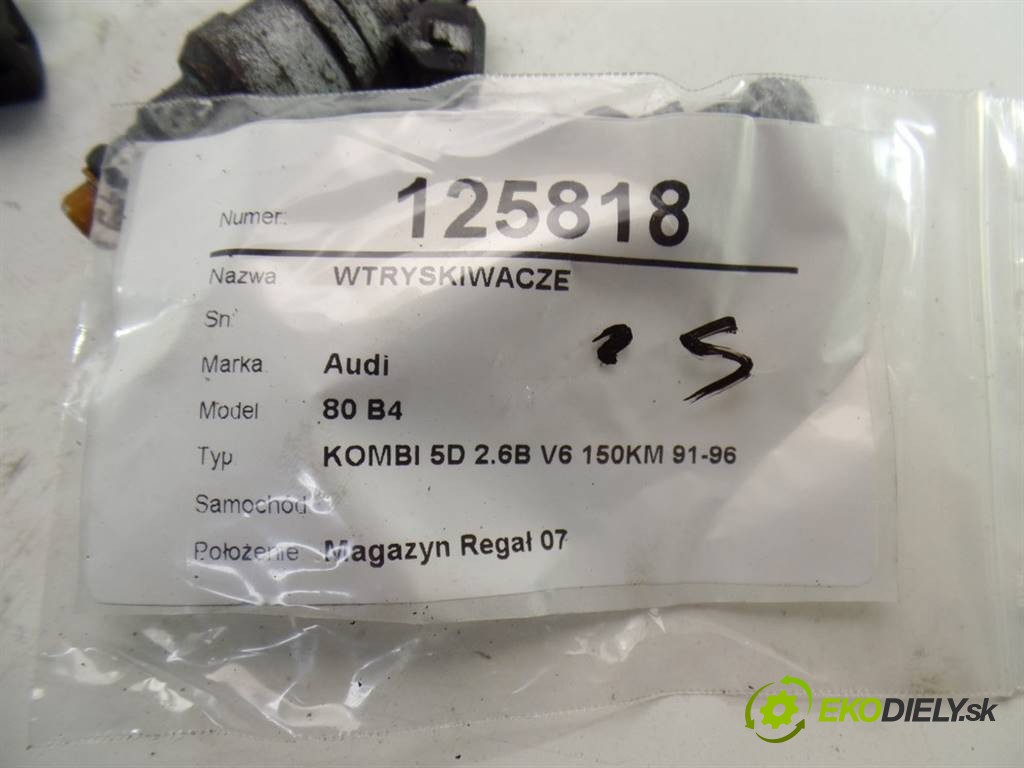 Numer: 125818
Nazwa WTRYSKIWACZE
Sn:
Marka Audi
Model 80 B4
Typ KOMBI 5D 2.6B V6 150KM 91-96
Samochód
Położenie Magazyn Regał 07
EKODIELY.sk